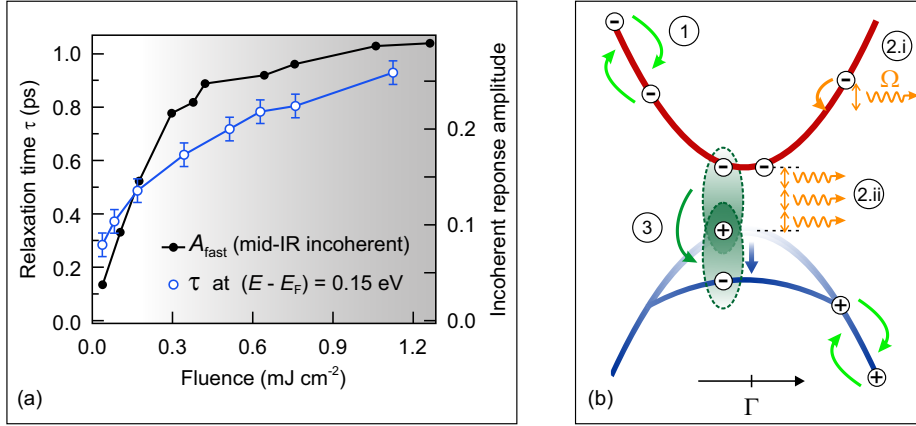 1.0
0.8
0.6
0.4
0.2
0.0
Relaxation time τ (ps)
0.2
0.1
0.0
Incoherent reponse amplitude
A_fast (mid-IR incoherent)
τ at (E - E_F) = 0.15 eV
0.0 0.3 0.6 0.9 1.2
Fluence (mJ cm⁻²)
(a)
1
2.i
Ω
2.ii
3
- - - - - -
+ + +
Γ
(b)